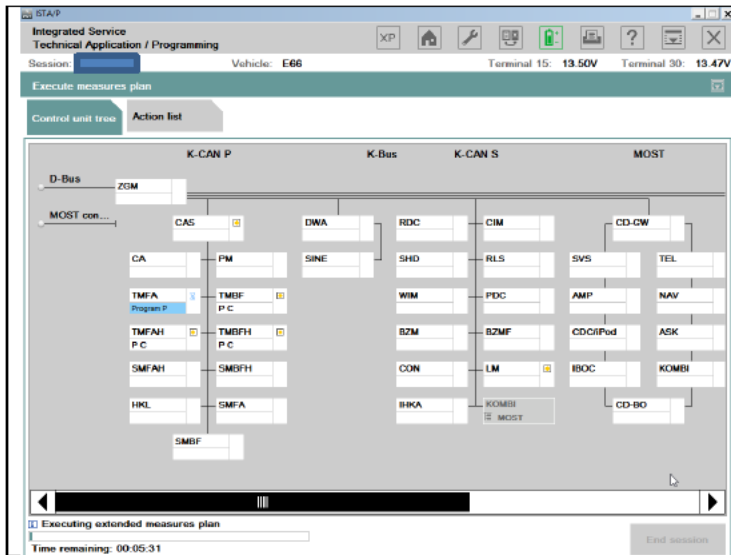 ISTA/P
Integrated Service
Technical Application / Programming
XP
?
Session:
Vehicle: E66
Terminal 15: 13.50V
Terminal 30: 13.47V
Execute measures plan
Control unit tree
Action list
K-CAN P
K-Bus
K-CAN S
MOST
D-Bus
ZGM
MOST con...
CAS
DWA
RDC
CIM
CD-GW
CA
PM
SINE
SHD
RLS
SVS
TEL
TMFA
Program P
TMBF
P C
WIM
PDC
AMP
NAV
TMFAH
P C
TMBFH
P C
BZM
BZMF
CDC/iPod
ASK
SMFAH
SMBFH
CON
LM
IBOC
KOMBI
HKL
SMFA
IHKA
KOMBI
MOST
CD-BO
SMBF
Executing extended measures plan
Time remaining: 00:05:31
End session